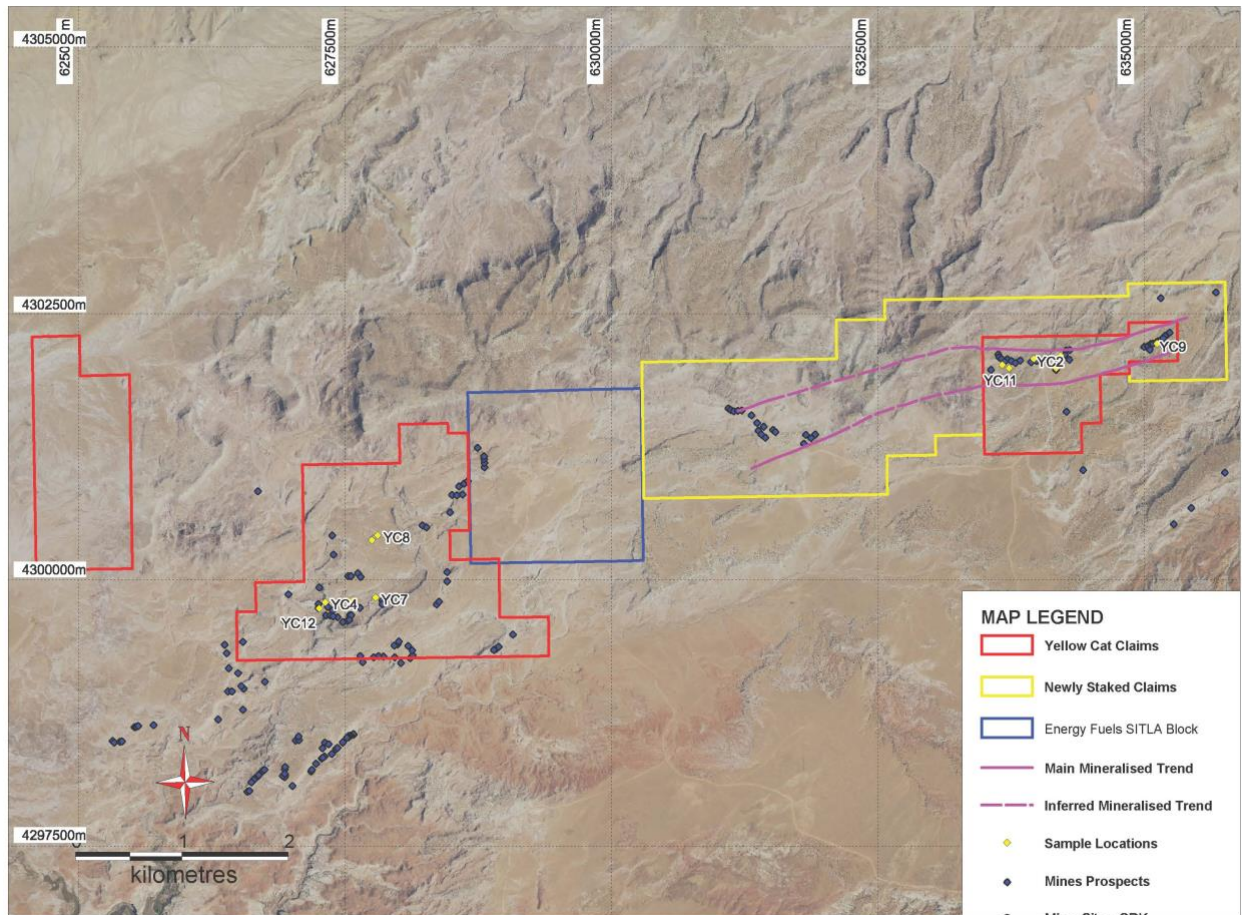 625
627500m
630000m
632500m
635000m
4305000m
4302500m
YC2
YC9
YC11
YC8
4300000m
YC4
YC7
YC12
N
4297500m
0 1 2
kilometres
MAP LEGEND
Yellow Cat Claims
Newly Staked Claims
Energy Fuels SITLA Block
Main Mineralised Trend
Inferred Mineralised Trend
Sample Locations
Mines Prospects